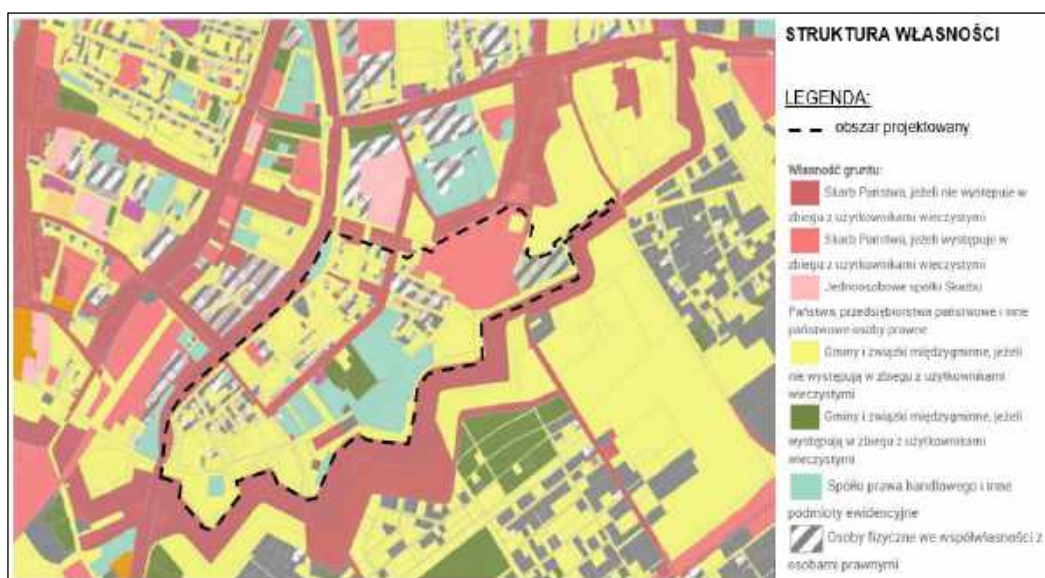 STRUKTURA WŁASNOŚCI
LEGENDA:
obszar projektowany
Własność gruntu:
Skarb Państwa, jeżeli nie występuje w
zbiegu z użytkownikami wieczystymi
Skarb Państwa, jeżeli występuje w
zbiegu z użytkownikami wieczystymi
Jednoosobowe spółki Skarbu
Państwa, przedsiębiorstwa państwowe i inne
państwowe osoby prawne
Gminy i związki międzygminne, jeżeli
nie występują w zbiegu z użytkownikami
wieczystymi
Gminy i związki międzygminne, jeżeli
występują w zbiegu z użytkownikami
wieczystymi
Spółki prawa handlowego i inne
podmioty ewidencyjne
Osoby fizyczne we współwłasności z
osobami prawnymi